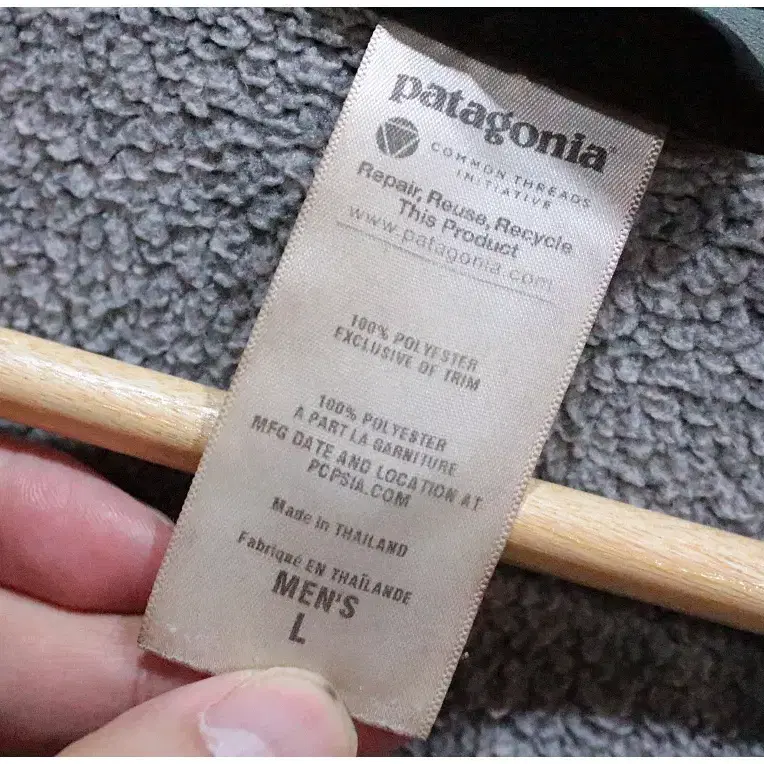 patagonia
COMMON THREADS
INITIATIVE
Repair, Reuse, Recycle
This Product
www.patagonia.com
100% POLYESTER
EXCLUSIVE OF TRIM
100% POLYESTER
A PART LA GARNITURE
MFG DATE AND LOCATION AT
PCPSIA.COM
Made in THAILAND
Fabriqué EN THAÏLANDE
MEN'S
L